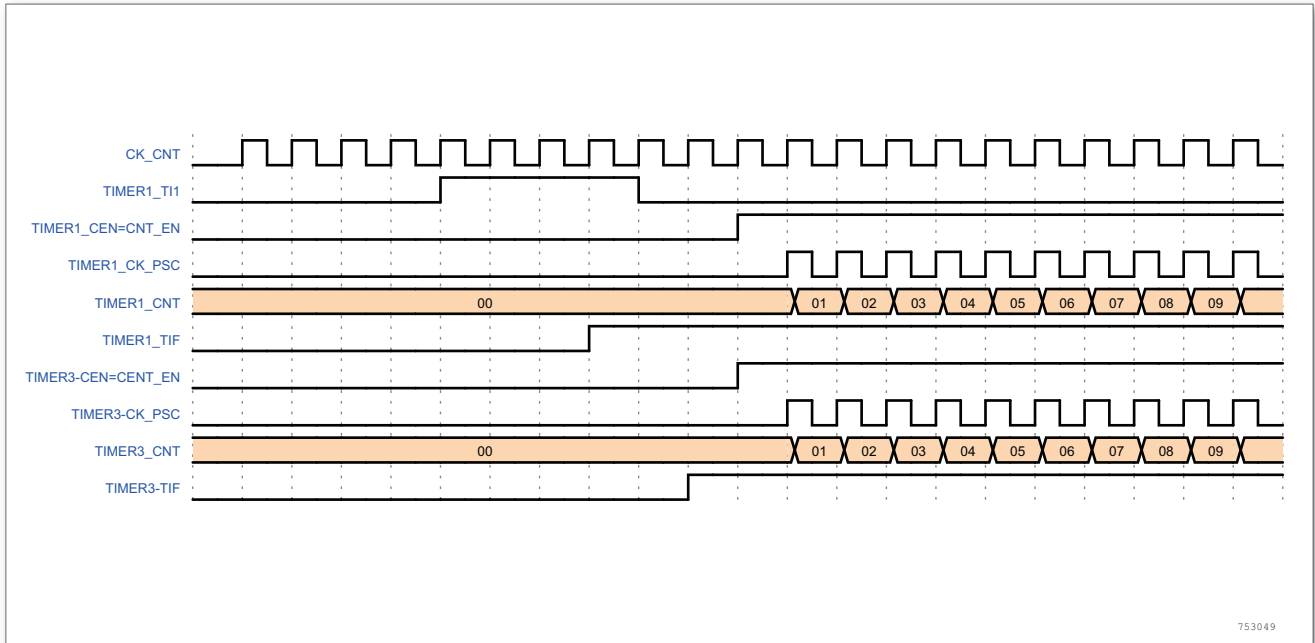 CK_CNT
TIMER1_TI1
TIMER1_CEN=CNT_EN
TIMER1_CK_PSC
TIMER1_CNT 00 01 02 03 04 05 06 07 08 09
TIMER1_TIF
TIMER3-CEN=CENT_EN
TIMER3-CK_PSC
TIMER3_CNT 00 01 02 03 04 05 06 07 08 09
TIMER3-TIF
753049